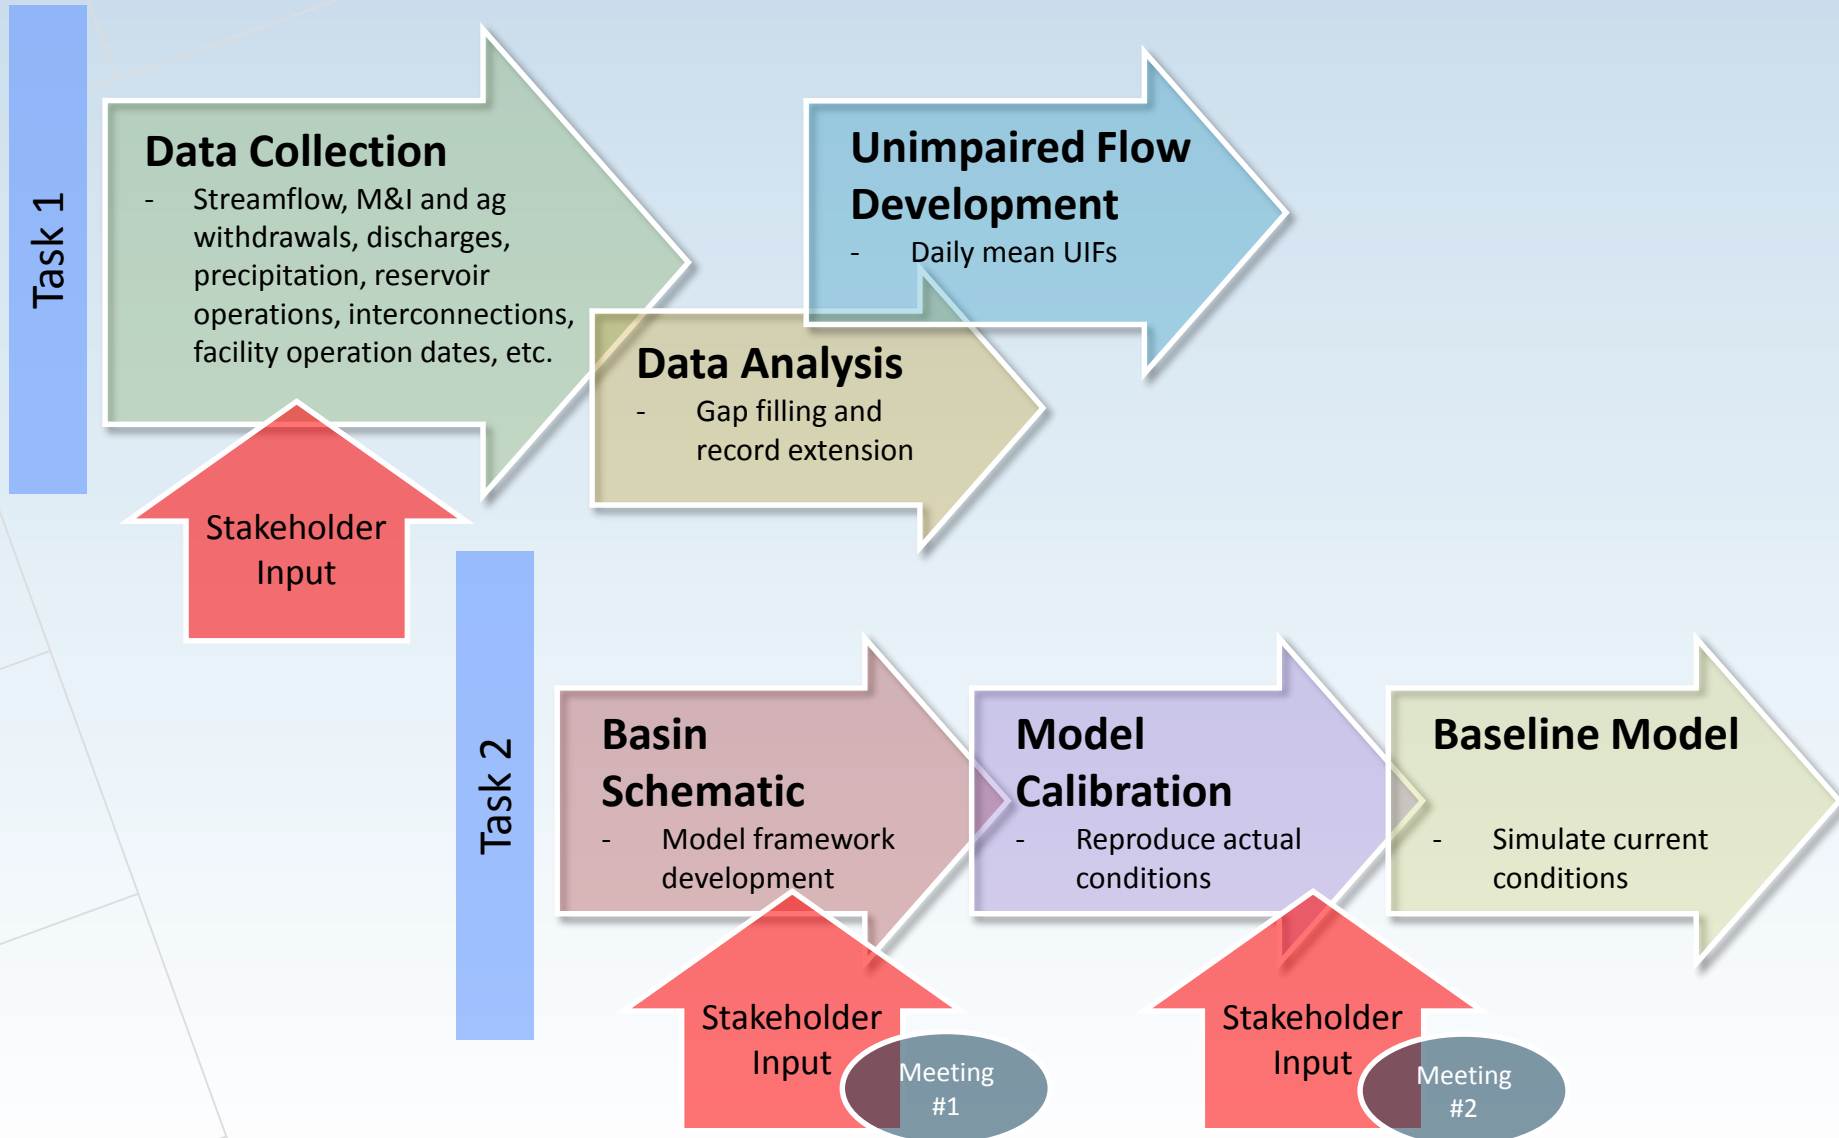 Task 1
Data Collection
- Streamflow, M&I and ag
withdrawals, discharges,
precipitation, reservoir
operations, interconnections,
facility operation dates, etc.
Unimpaired Flow
Development
- Daily mean UIFs
Data Analysis
- Gap filling and
record extension
Stakeholder
Input
Task 2
Basin
Schematic
- Model framework
development
Model
Calibration
- Reproduce actual
conditions
Baseline Model
- Simulate current
conditions
Stakeholder
Input
Meeting
#1
Stakeholder
Input
Meeting
#2